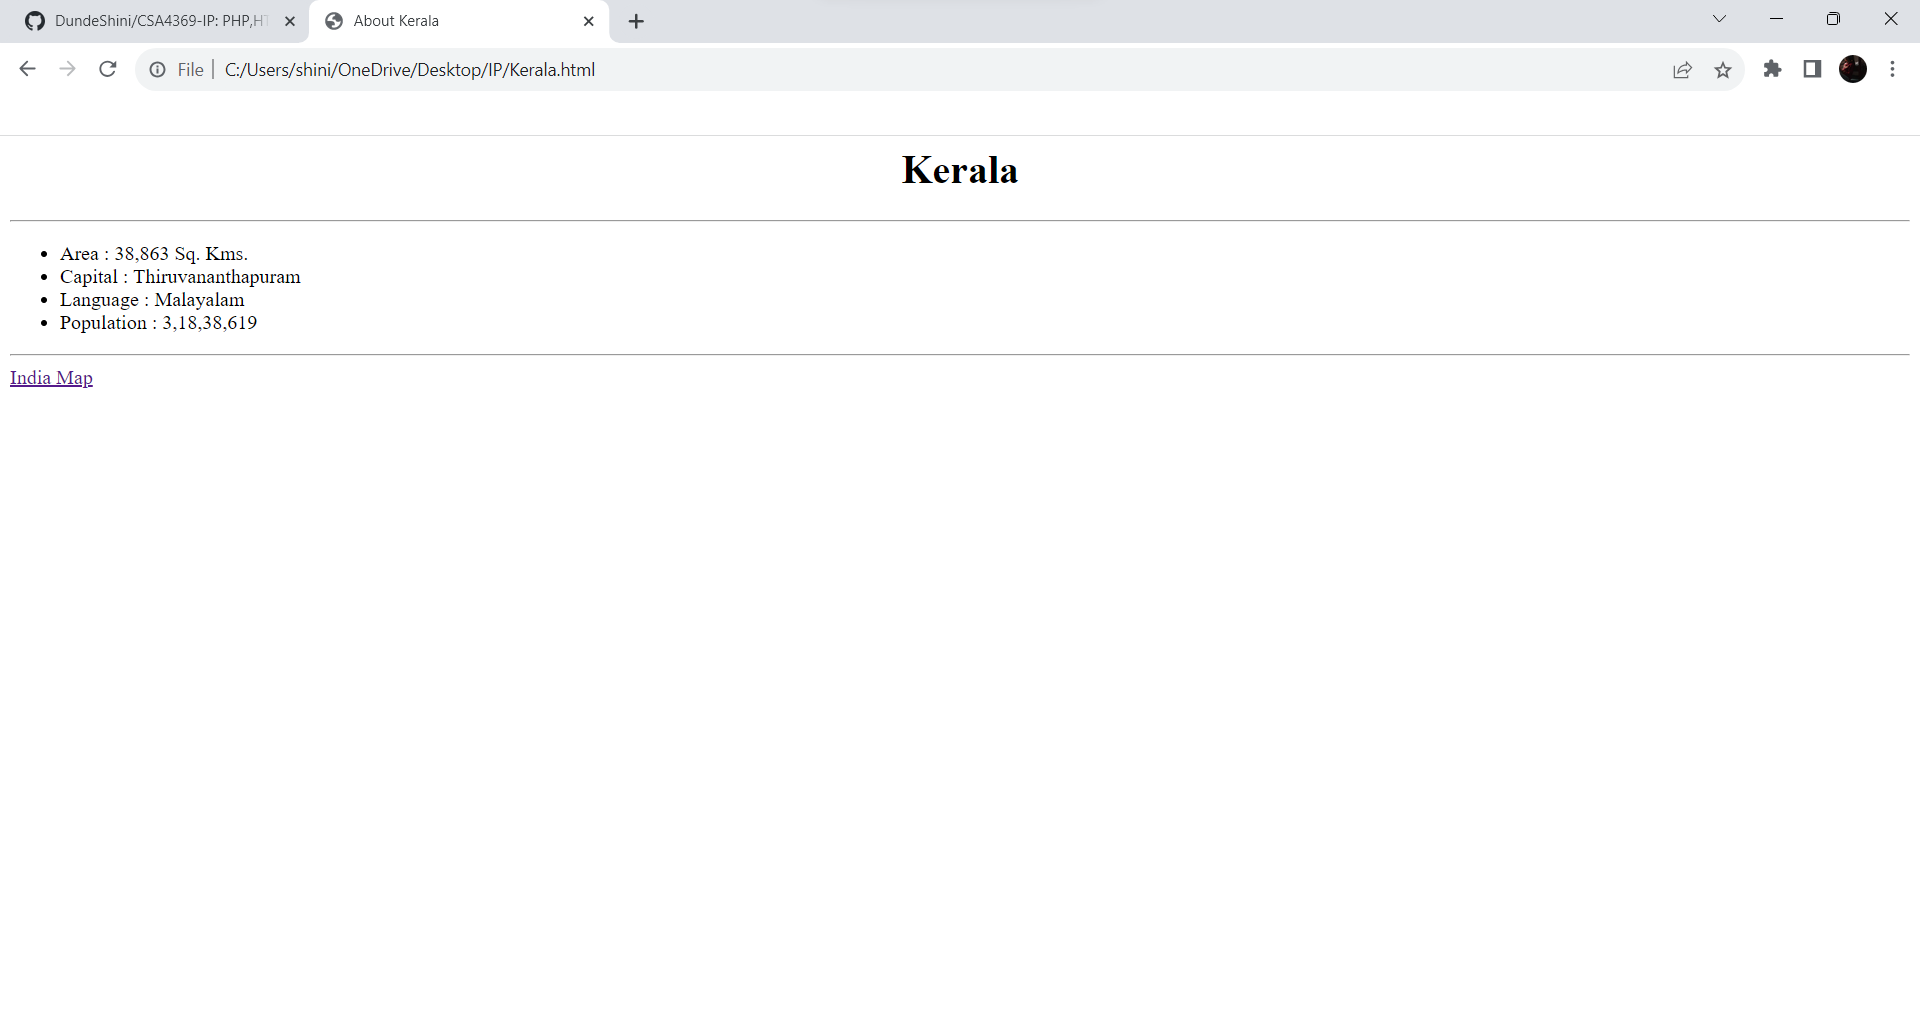 DundeShini/CSA4369-IP: PHP,HT
About Kerala
File
C:/Users/shini/OneDrive/Desktop/IP/Kerala.html
Kerala
Area : 38,863 Sq. Kms.
Capital : Thiruvananthapuram
Language : Malayalam
Population : 3,18,38,619
India Map